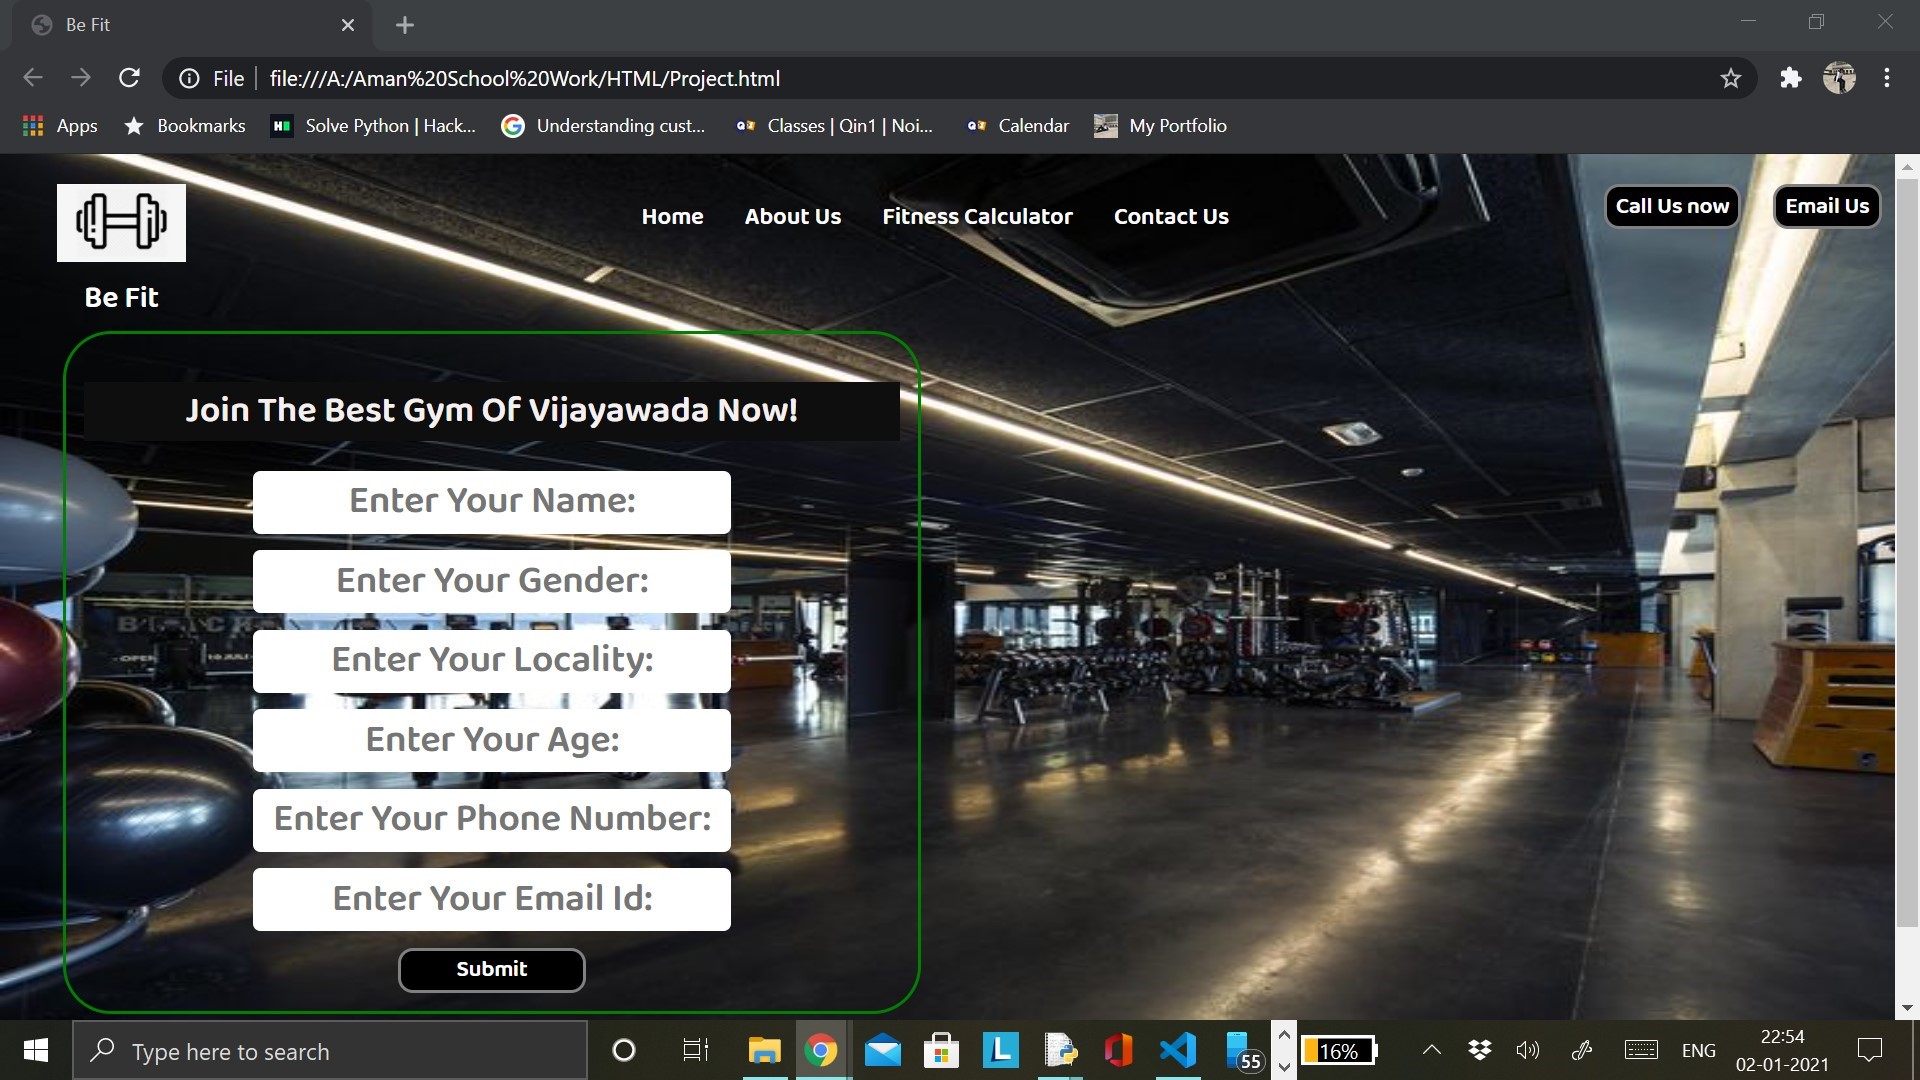 Be Fit
File
file:///A:/Aman%20School%20Work/HTML/Project.html
Apps
Bookmarks
Solve Python | Hack...
Understanding cust...
Classes | Qin1 | Noi...
Calendar
My Portfolio
Home
About Us
Fitness Calculator
Contact Us
Call Us now
Email Us
Be Fit
Join The Best Gym Of Vijayawada Now!
Enter Your Name:
Enter Your Gender:
Enter Your Locality:
Enter Your Age:
Enter Your Phone Number:
Enter Your Email Id:
Submit
Type here to search
55
16%
ENG
22:54
02-01-2021